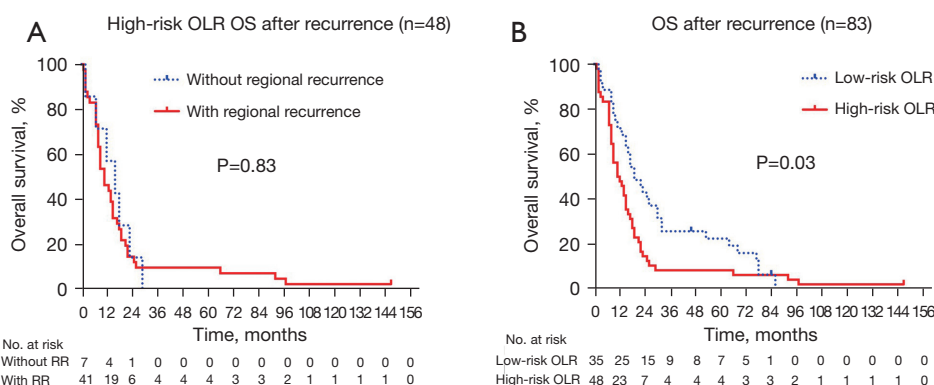 A
High-risk OLR OS after recurrence (n=48)
Overall survival, %
100
80
60
40
20
0
Without regional recurrence
With regional recurrence
P=0.83
0 12 24 36 48 60 72 84 96 108 120 132 144 156
Time, months
No. at risk
Without RR 7 4 1 0 0 0 0 0 0 0 0 0 0 0
With RR 41 19 6 4 4 4 3 3 2 1 1 1 1 0
B
OS after recurrence (n=83)
Overall survival, %
100
80
60
40
20
0
Low-risk OLR
High-risk OLR
P=0.03
0 12 24 36 48 60 72 84 96 108 120 132 144 156
Time, months
No. at risk
Low-risk OLR 35 25 15 9 8 7 5 1 0 0 0 0 0 0
High-risk OLR 48 23 7 4 4 4 3 3 2 1 1 1 1 0